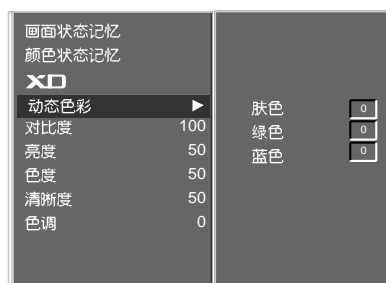 画面状态记忆
颜色状态记忆
XD
动态色彩 ▶
对比度 100
亮度 50
色度 50
清晰度 50
色调 0
肤色 0
绿色 0
蓝色 0